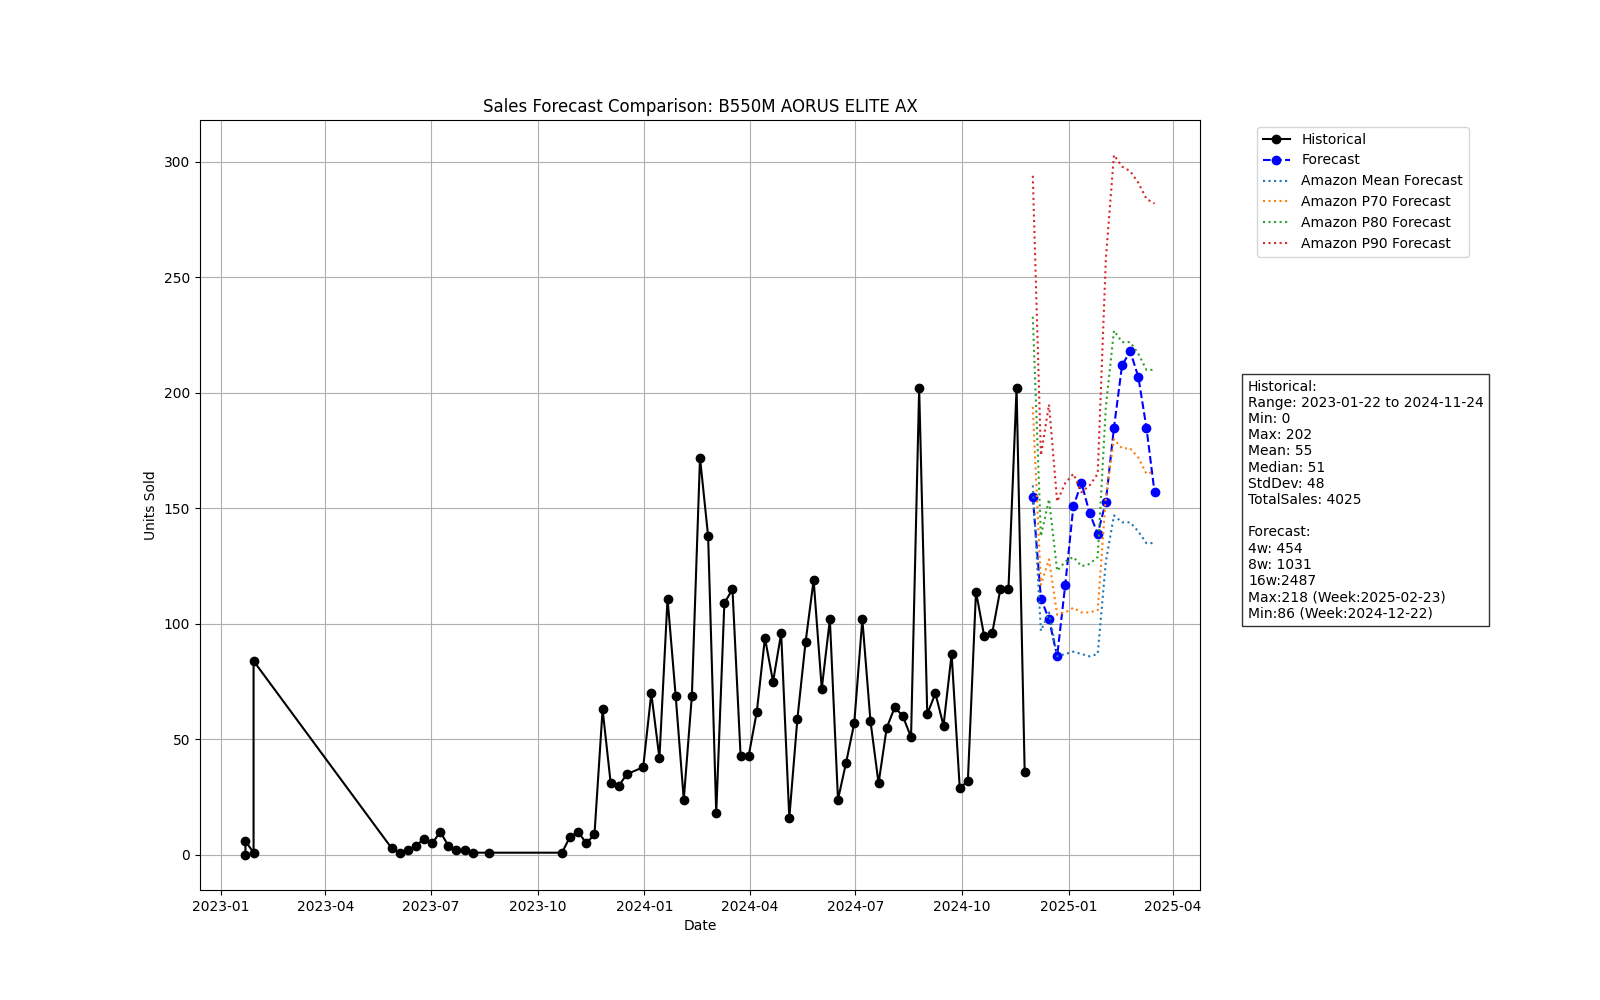 Sales Forecast Comparison: B550M AORUS ELITE AX
Historical
Forecast
Amazon Mean Forecast
Amazon P70 Forecast
Amazon P80 Forecast
Amazon P90 Forecast
300
250
200
150
100
50
0
Units Sold
2023-01
2023-04
2023-07
2023-10
2024-01
2024-04
2024-07
2024-10
2025-01
2025-04
Date
Historical:
Range: 2023-01-22 to 2024-11-24
Min: 0
Max: 202
Mean: 55
Median: 51
StdDev: 48
TotalSales: 4025
Forecast:
4w: 454
8w: 1031
16w:2487
Max:218 (Week:2025-02-23)
Min:86 (Week:2024-12-22)